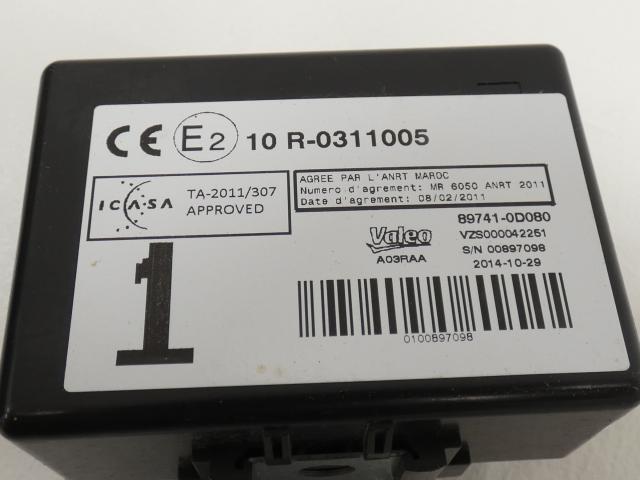 CE E2 10 R-0311005
ICASA TA-2011/307
APPROVED
AGREE PAR L'ANRT MAROC
Numero d'agrement: MR 6050 ANRT 2011
Date d'agrement: 08/02/2011
89741-0D080
Valeo VZS000042251
A03RAA S/N 00897098
2014-10-29
1
0100897098